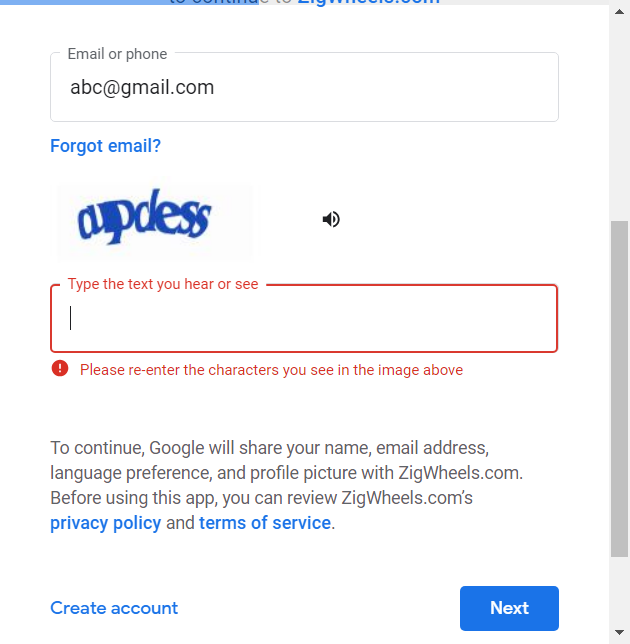 to continue to ZigWheels.com
Email or phone
abc@gmail.com
Forgot email?
Type the text you hear or see
Please re-enter the characters you see in the image above
To continue, Google will share your name, email address,
language preference, and profile picture with ZigWheels.com.
Before using this app, you can review ZigWheels.com's
privacy policy and terms of service.
Create account
Next